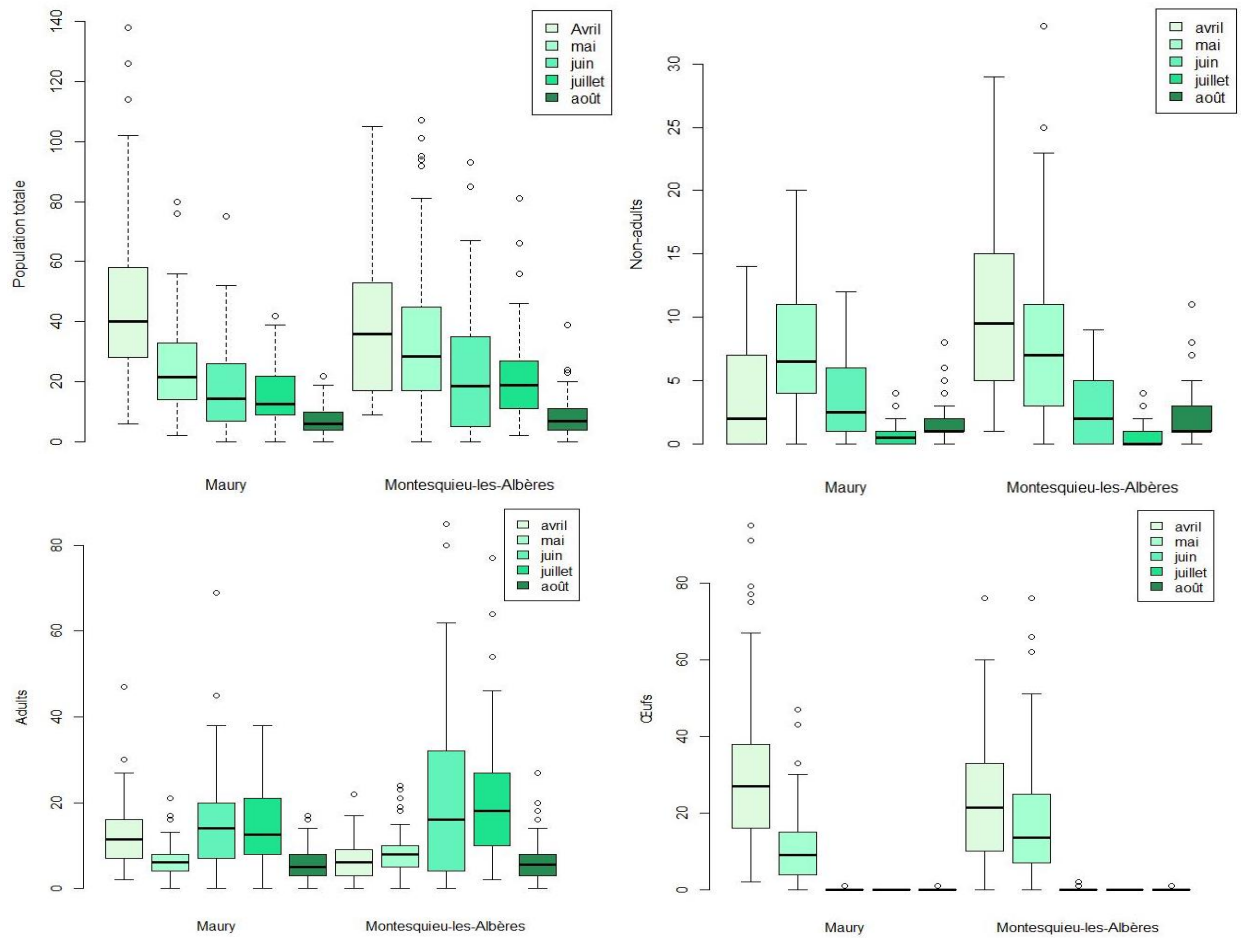 Population totale
140
120
100
80
60
40
20
0
Avril
mai
juin
juillet
août
Maury
Montesquieu-les-Albères
Non-adults
30
25
20
15
10
5
0
avril
mai
juin
juillet
août
Maury
Montesquieu-les-Albères
Adults
80
60
40
20
0
avril
mai
juin
juillet
août
Maury
Montesquieu-les-Albères
Œufs
80
60
40
20
0
avril
mai
juin
juillet
août
Maury
Montesquieu-les-Albères